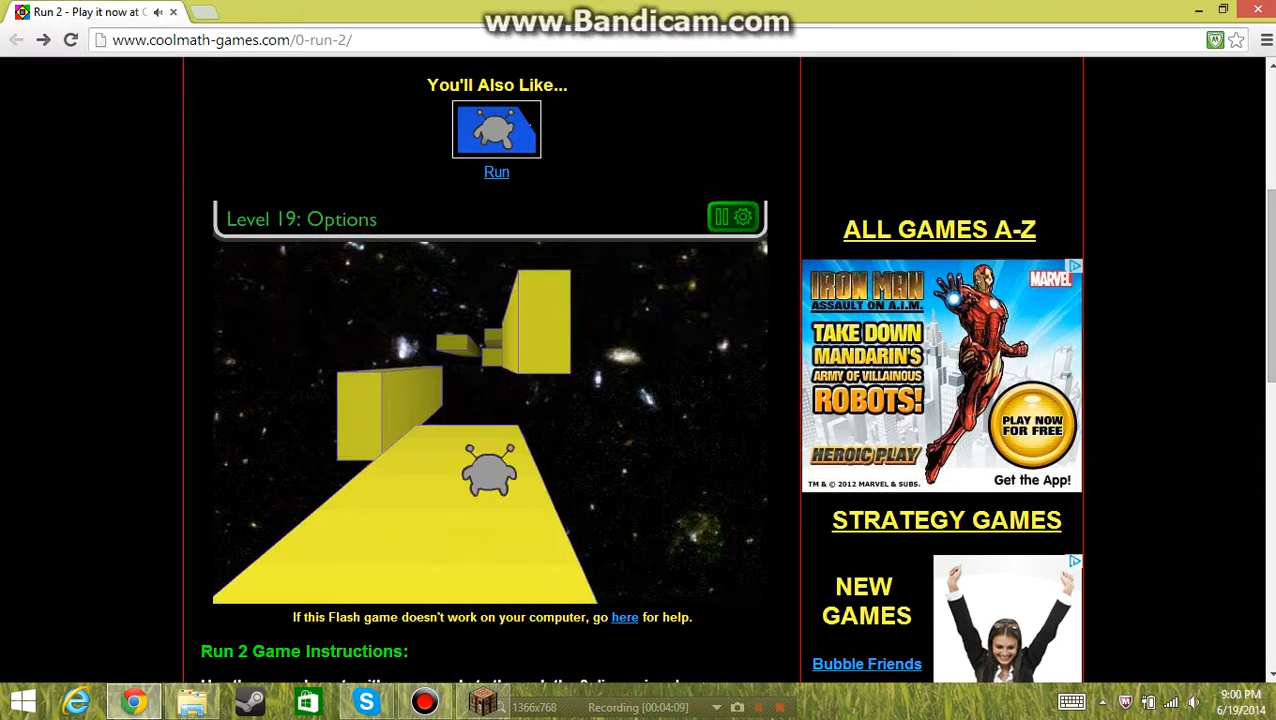 Run 2 - Play it now at C
www.Bandicam.com
www.coolmath-games.com/0-run-2/
You'll Also Like...
Run
Level 19: Options
ALL GAMES A-Z
MARVEL
IRON MAN
ASSAULT ON A.I.M.
TAKE DOWN
MANDARIN'S
ARMY OF VILLAINOUS
ROBOTS!
PLAY NOW
FOR FREE
HEROIC PLAY
TM & © 2012 MARVEL & SUBS.
Get the App!
STRATEGY GAMES
NEW
GAMES
Bubble Friends
If this Flash game doesn't work on your computer, go here for help.
Run 2 Game Instructions:
1366x768
Recording [00:04:09]
9:00 PM
6/19/2014